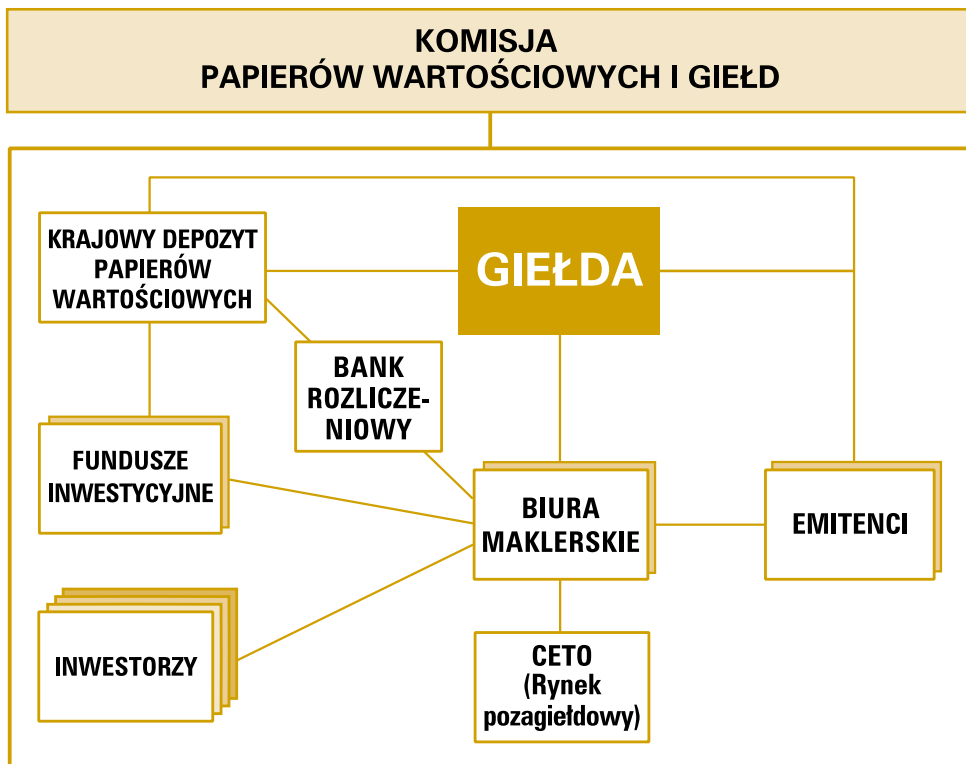 KOMISJA
PAPIERÓW WARTOŚCIOWYCH I GIEŁD
KRAJOWY DEPOZYT
PAPIERÓW
WARTOŚCIOWYCH
GIEŁDA
BANK
ROZLICZE-
NIOWY
FUNDUSZE
INWESTYCYJNE
BIURA
MAKLERSKIE
EMITENCI
INWESTORZY
CETO
(Rynek
pozagiełdowy)